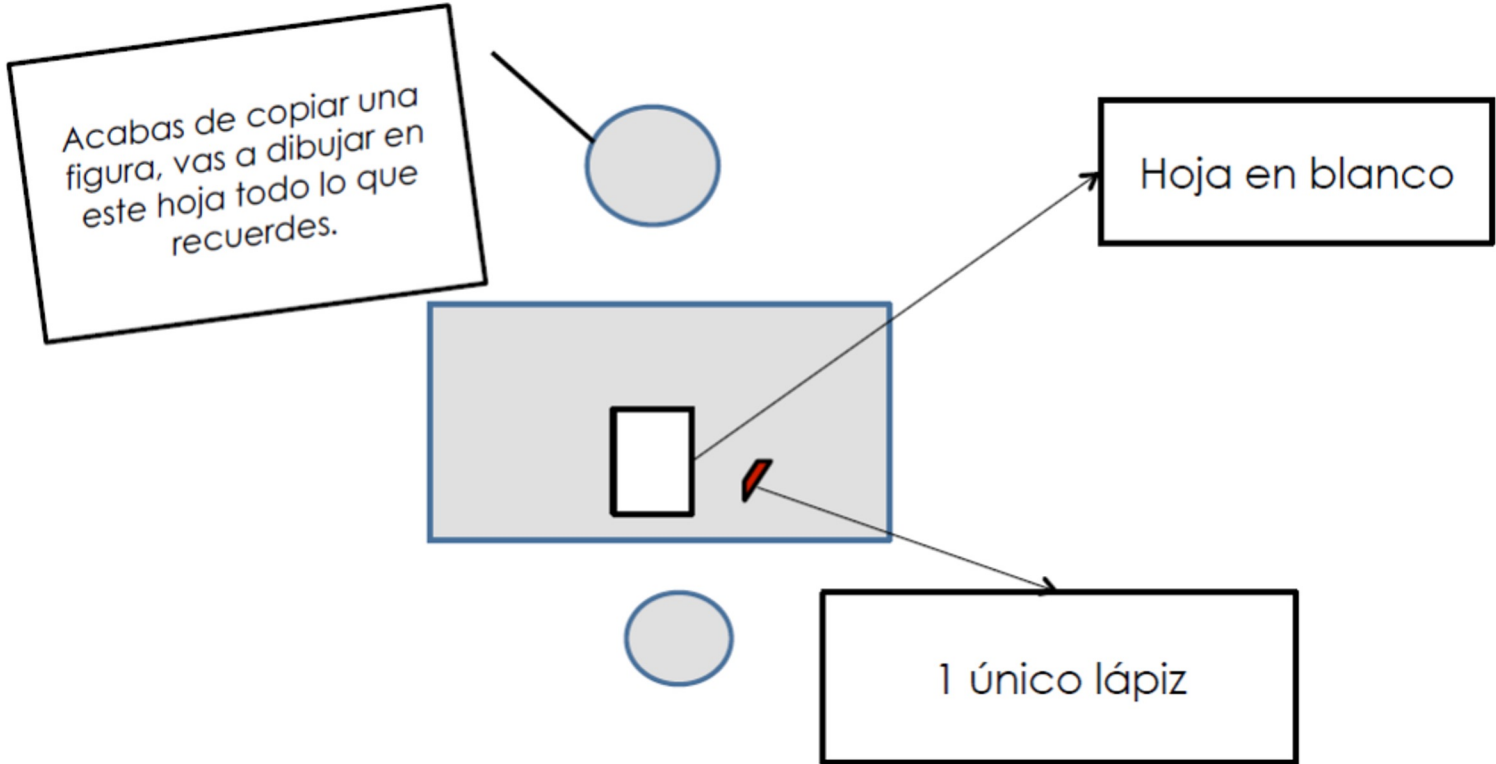 Acabas de copiar una
figura, vas a dibujar en
este hoja todo lo que
recuerdes.
Hoja en blanco
1 único lápiz